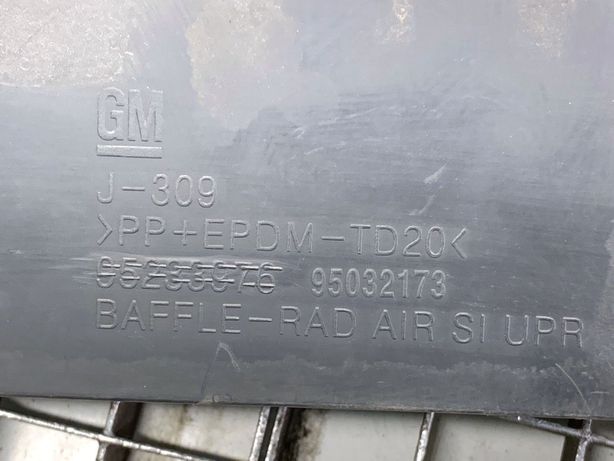 GM
J-309
>PP+EPDM-TD20<
95032173
BAFFLE-RAD AIR SI UPR